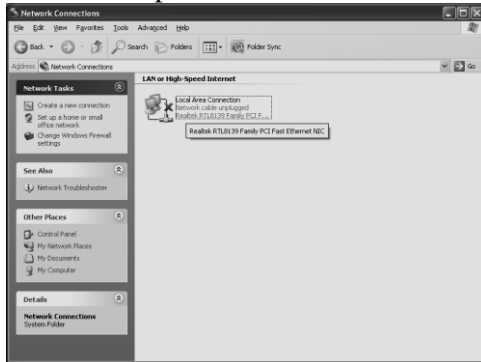 Network Connections
File Edit View Favorites Tools Advanced Help
Back Search Folders Folder Sync
Address Network Connections Go
Network Tasks
Create a new connection
Set up a home or small
office network
Change Windows Firewall
settings
See Also
Network Troubleshooter
Other Places
Control Panel
My Network Places
My Documents
My Computer
Details
Network Connections
System Folder
LAN or High-Speed Internet
Local Area Connection
Network cable unplugged
Realtek RTL8139 Family PCI F...
Realtek RTL8139 Family PCI Fast Ethernet NIC